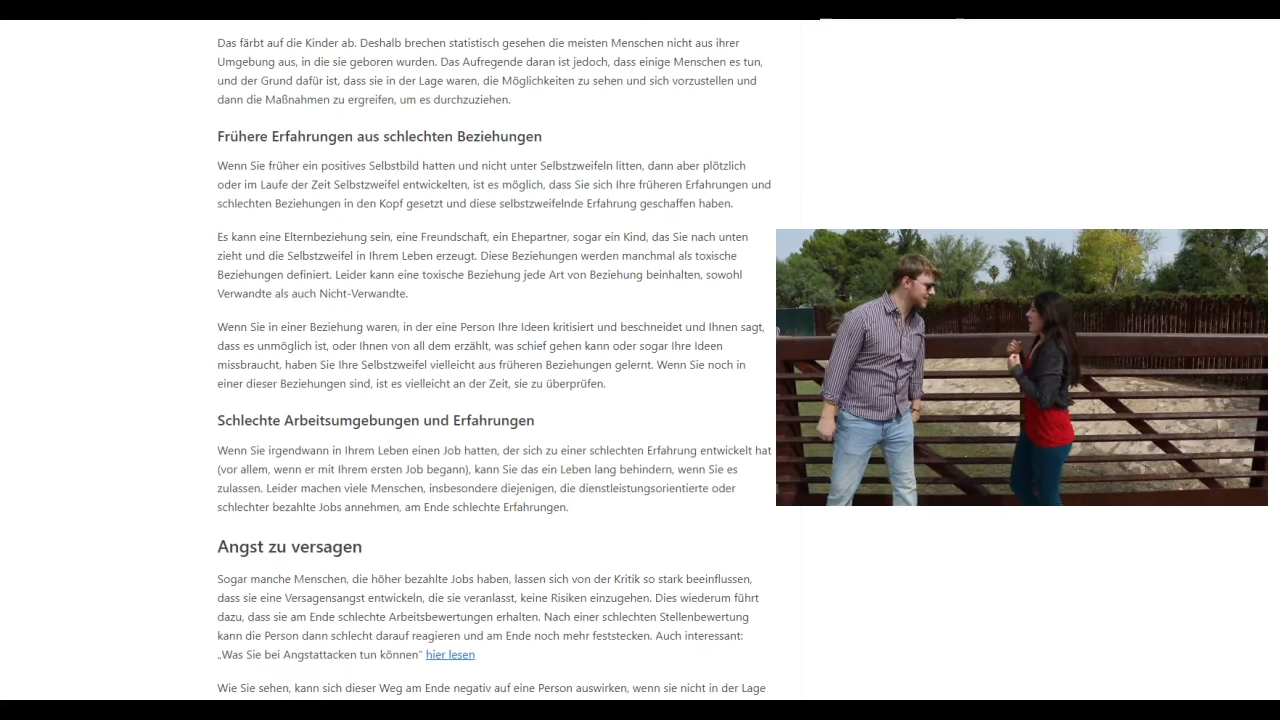 Das färbt auf die Kinder ab. Deshalb brechen statistisch gesehen die meisten Menschen nicht aus ihrer
Umgebung aus, in die sie geboren wurden. Das Aufregende daran ist jedoch, dass einige Menschen es tun,
und der Grund dafür ist, dass sie in der Lage waren, die Möglichkeiten zu sehen und sich vorzustellen und
dann die Maßnahmen zu ergreifen, um es durchzuziehen.
Frühere Erfahrungen aus schlechten Beziehungen
Wenn Sie früher ein positives Selbstbild hatten und nicht unter Selbstzweifeln litten, dann aber plötzlich
oder im Laufe der Zeit Selbstzweifel entwickelten, ist es möglich, dass Sie sich Ihre früheren Erfahrungen und
schlechten Beziehungen in den Kopf gesetzt und diese selbstzweifelnde Erfahrung geschaffen haben.
Es kann eine Elternbeziehung sein, eine Freundschaft, ein Ehepartner, sogar ein Kind, das Sie nach unten
zieht und die Selbstzweifel in Ihrem Leben erzeugt. Diese Beziehungen werden manchmal als toxische
Beziehungen definiert. Leider kann eine toxische Beziehung jede Art von Beziehung beinhalten, sowohl
Verwandte als auch Nicht-Verwandte.
Wenn Sie in einer Beziehung waren, in der eine Person Ihre Ideen kritisiert und beschneidet und Ihnen sagt,
dass es unmöglich ist, oder Ihnen von all dem erzählt, was schief gehen kann oder sogar Ihre Ideen
missbraucht, haben Sie Ihre Selbstzweifel vielleicht aus früheren Beziehungen gelernt. Wenn Sie noch in
einer dieser Beziehungen sind, ist es vielleicht an der Zeit, sie zu überprüfen.
Schlechte Arbeitsumgebungen und Erfahrungen
Wenn Sie irgendwann in Ihrem Leben einen Job hatten, der sich zu einer schlechten Erfahrung entwickelt hat
(vor allem, wenn er mit Ihrem ersten Job begann), kann Sie das ein Leben lang behindern, wenn Sie es
zulassen. Leider machen viele Menschen, insbesondere diejenigen, die dienstleistungsorientierte oder
schlechter bezahlte Jobs annehmen, am Ende schlechte Erfahrungen.
Angst zu versagen
Sogar manche Menschen, die höher bezahlte Jobs haben, lassen sich von der Kritik so stark beeinflussen,
dass sie eine Versagensangst entwickeln, die sie veranlasst, keine Risiken einzugehen. Dies wiederum führt
dazu, dass sie am Ende schlechte Arbeitsbewertungen erhalten. Nach einer schlechten Stellenbewertung
kann die Person dann schlecht darauf reagieren und am Ende noch mehr feststecken. Auch interessant:
„Was Sie bei Angstattacken tun können“ hier lesen
Wie Sie sehen, kann sich dieser Weg am Ende negativ auf eine Person auswirken, wenn sie nicht in der Lage